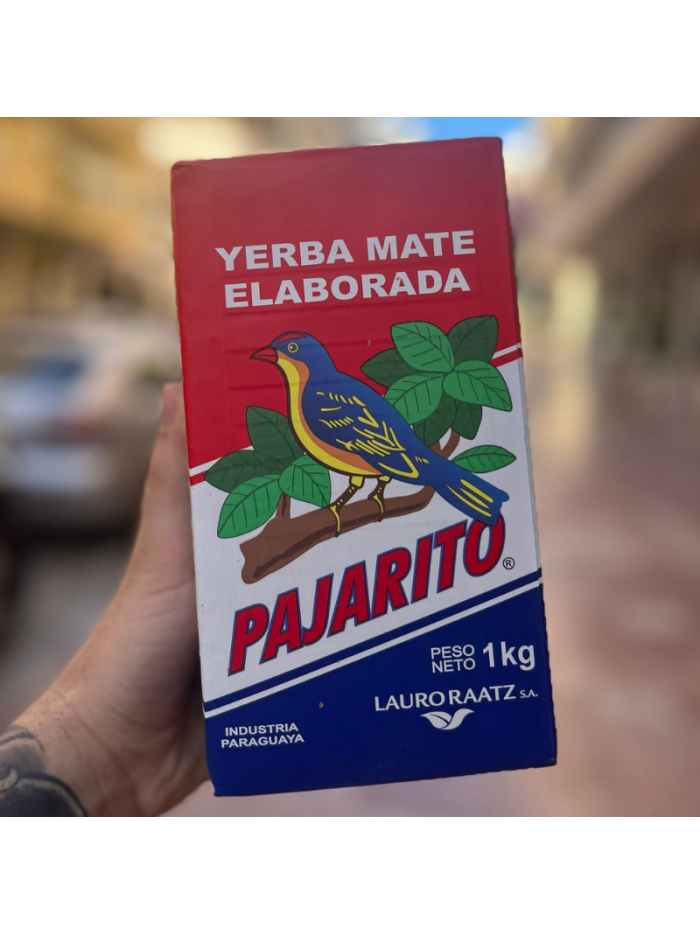 YERBA MATE
ELABORADA
PAJARITO®
PESO
NETO 1kg
LAURO RAATZ S.A.
INDUSTRIA
PARAGUAYA